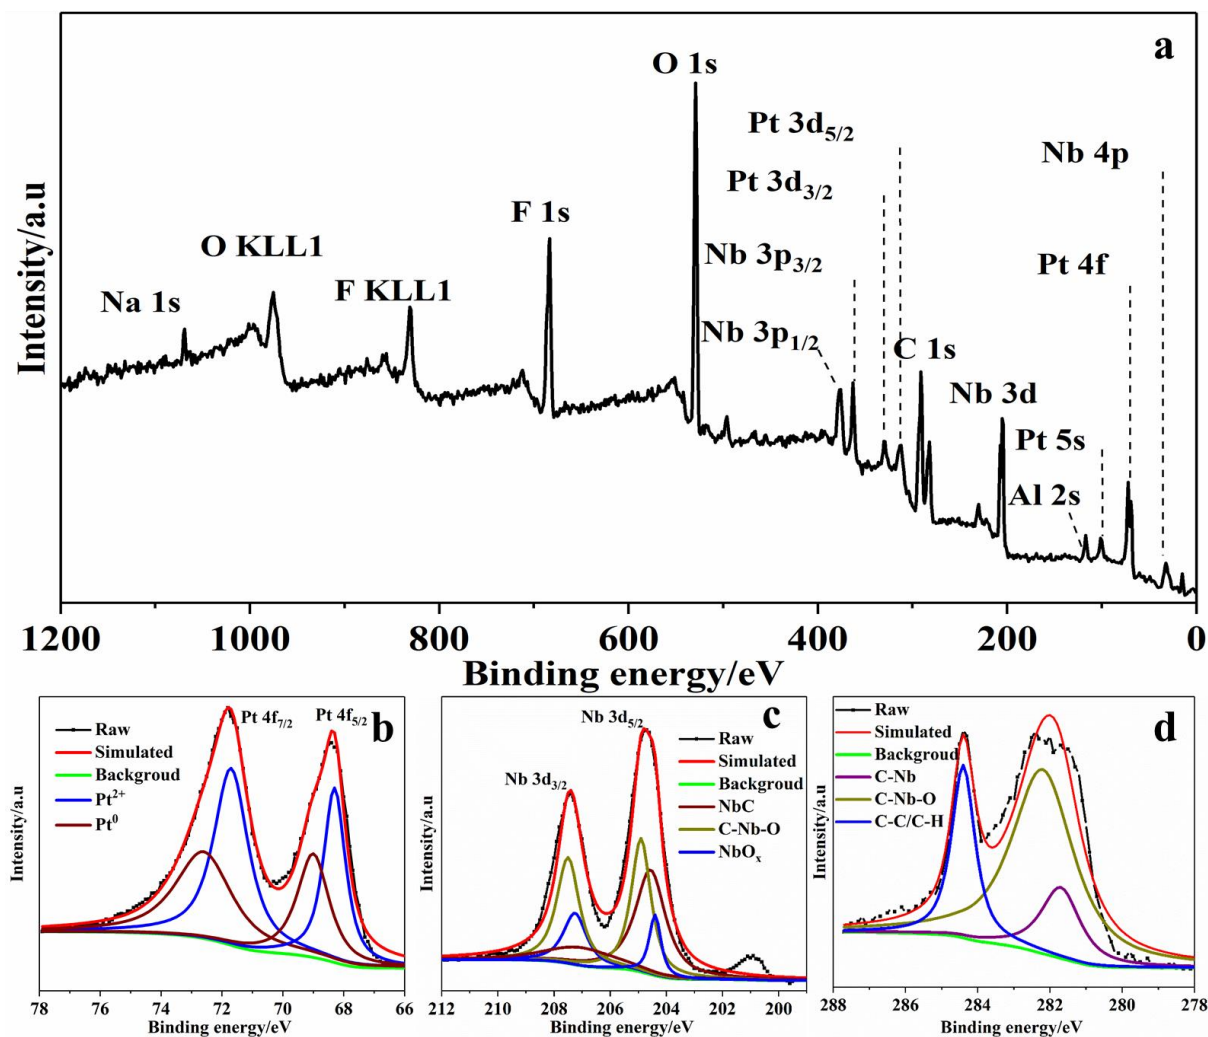 a
O 1s
Pt 3d5/2
Nb 4p
Pt 3d3/2
F 1s
O KLL1
Nb 3p3/2
Pt 4f
Na 1s
F KLL1
Nb 3p1/2
C 1s
Nb 3d
Pt 5s
Al 2s
Intensity/a.u
1200 1000 800 600 400 200 0
Binding energy/eV
b
Pt 4f7/2
Pt 4f5/2
Raw
Simulated
Backgroud
Pt2+
Pt0
Intensity/a.u
78 76 74 72 70 68 66
Binding energy/eV
c
Nb 3d5/2
Nb 3d3/2
Raw
Simulated
Backgroud
NbC
C-Nb-O
NbOx
Intensity/a.u
212 210 208 206 204 202 200
Binding energy/eV
d
Raw
Simulated
Backgroud
C-Nb
C-Nb-O
C-C/C-H
Intensity/a.u
288 286 284 282 280 278
Binding energy/eV